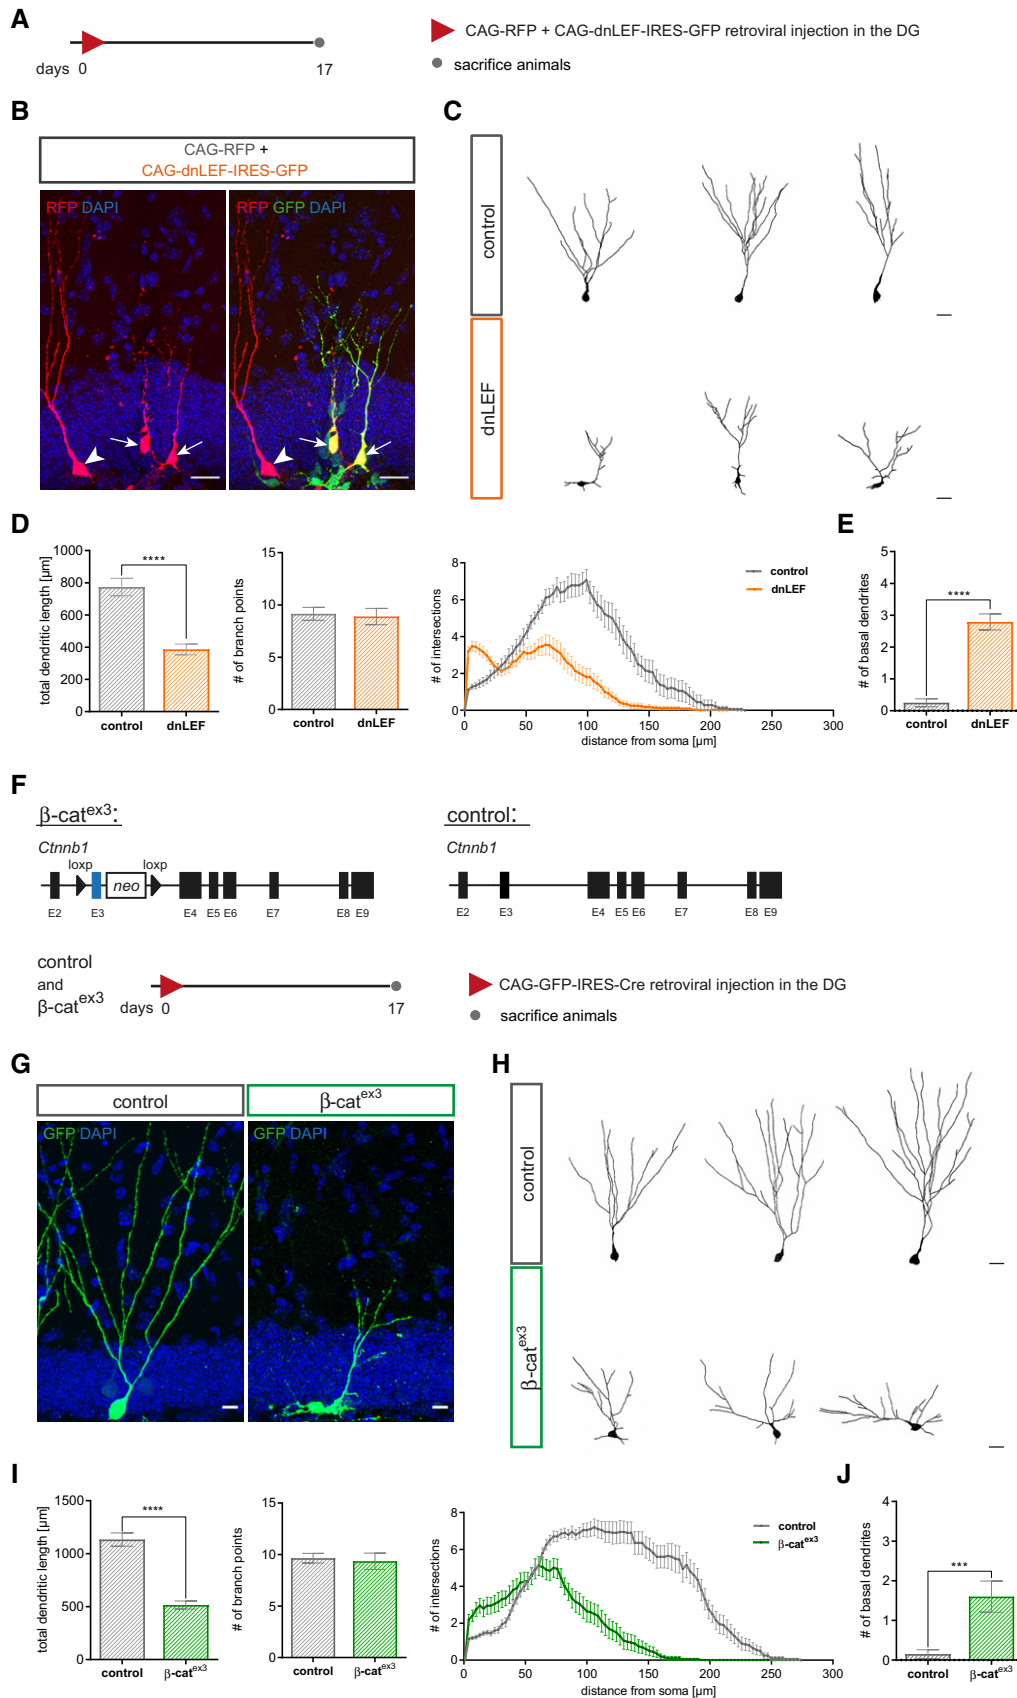 A
days 0 17
CAG-RFP + CAG-dnLEF-IRES-GFP retroviral injection in the DG
sacrifice animals
B
CAG-RFP +
CAG-dnLEF-IRES-GFP
RFP DAPI
RFP GFP DAPI
C
control
dnLEF
D
total dendritic length [µm]
1000
800
600
400
200
0
****
control dnLEF
# of branch points
15
10
5
0
control dnLEF
# of intersections
8
6
4
2
0
0 50 100 150 200 250 300
distance from soma [µm]
control
dnLEF
E
# of basal dendrites
5
4
3
2
1
0
****
control dnLEF
F
β-cat^ex3:
Ctnnb1
loxp loxp
neo
E2 E3 E4 E5 E6 E7 E8 E9
control:
Ctnnb1
E2 E3 E4 E5 E6 E7 E8 E9
control
and
β-cat^ex3
days 0 17
CAG-GFP-IRES-Cre retroviral injection in the DG
sacrifice animals
G
control
β-cat^ex3
GFP DAPI
GFP DAPI
H
control
β-cat^ex3
I
total dendritic length [µm]
1500
1000
500
0
****
control β-cat^ex3
# of branch points
15
10
5
0
control β-cat^ex3
# of intersections
8
6
4
2
0
0 50 100 150 200 250 300
distance from soma [µm]
control
β-cat^ex3
J
# of basal dendrites
4
3
2
1
0
***
control β-cat^ex3